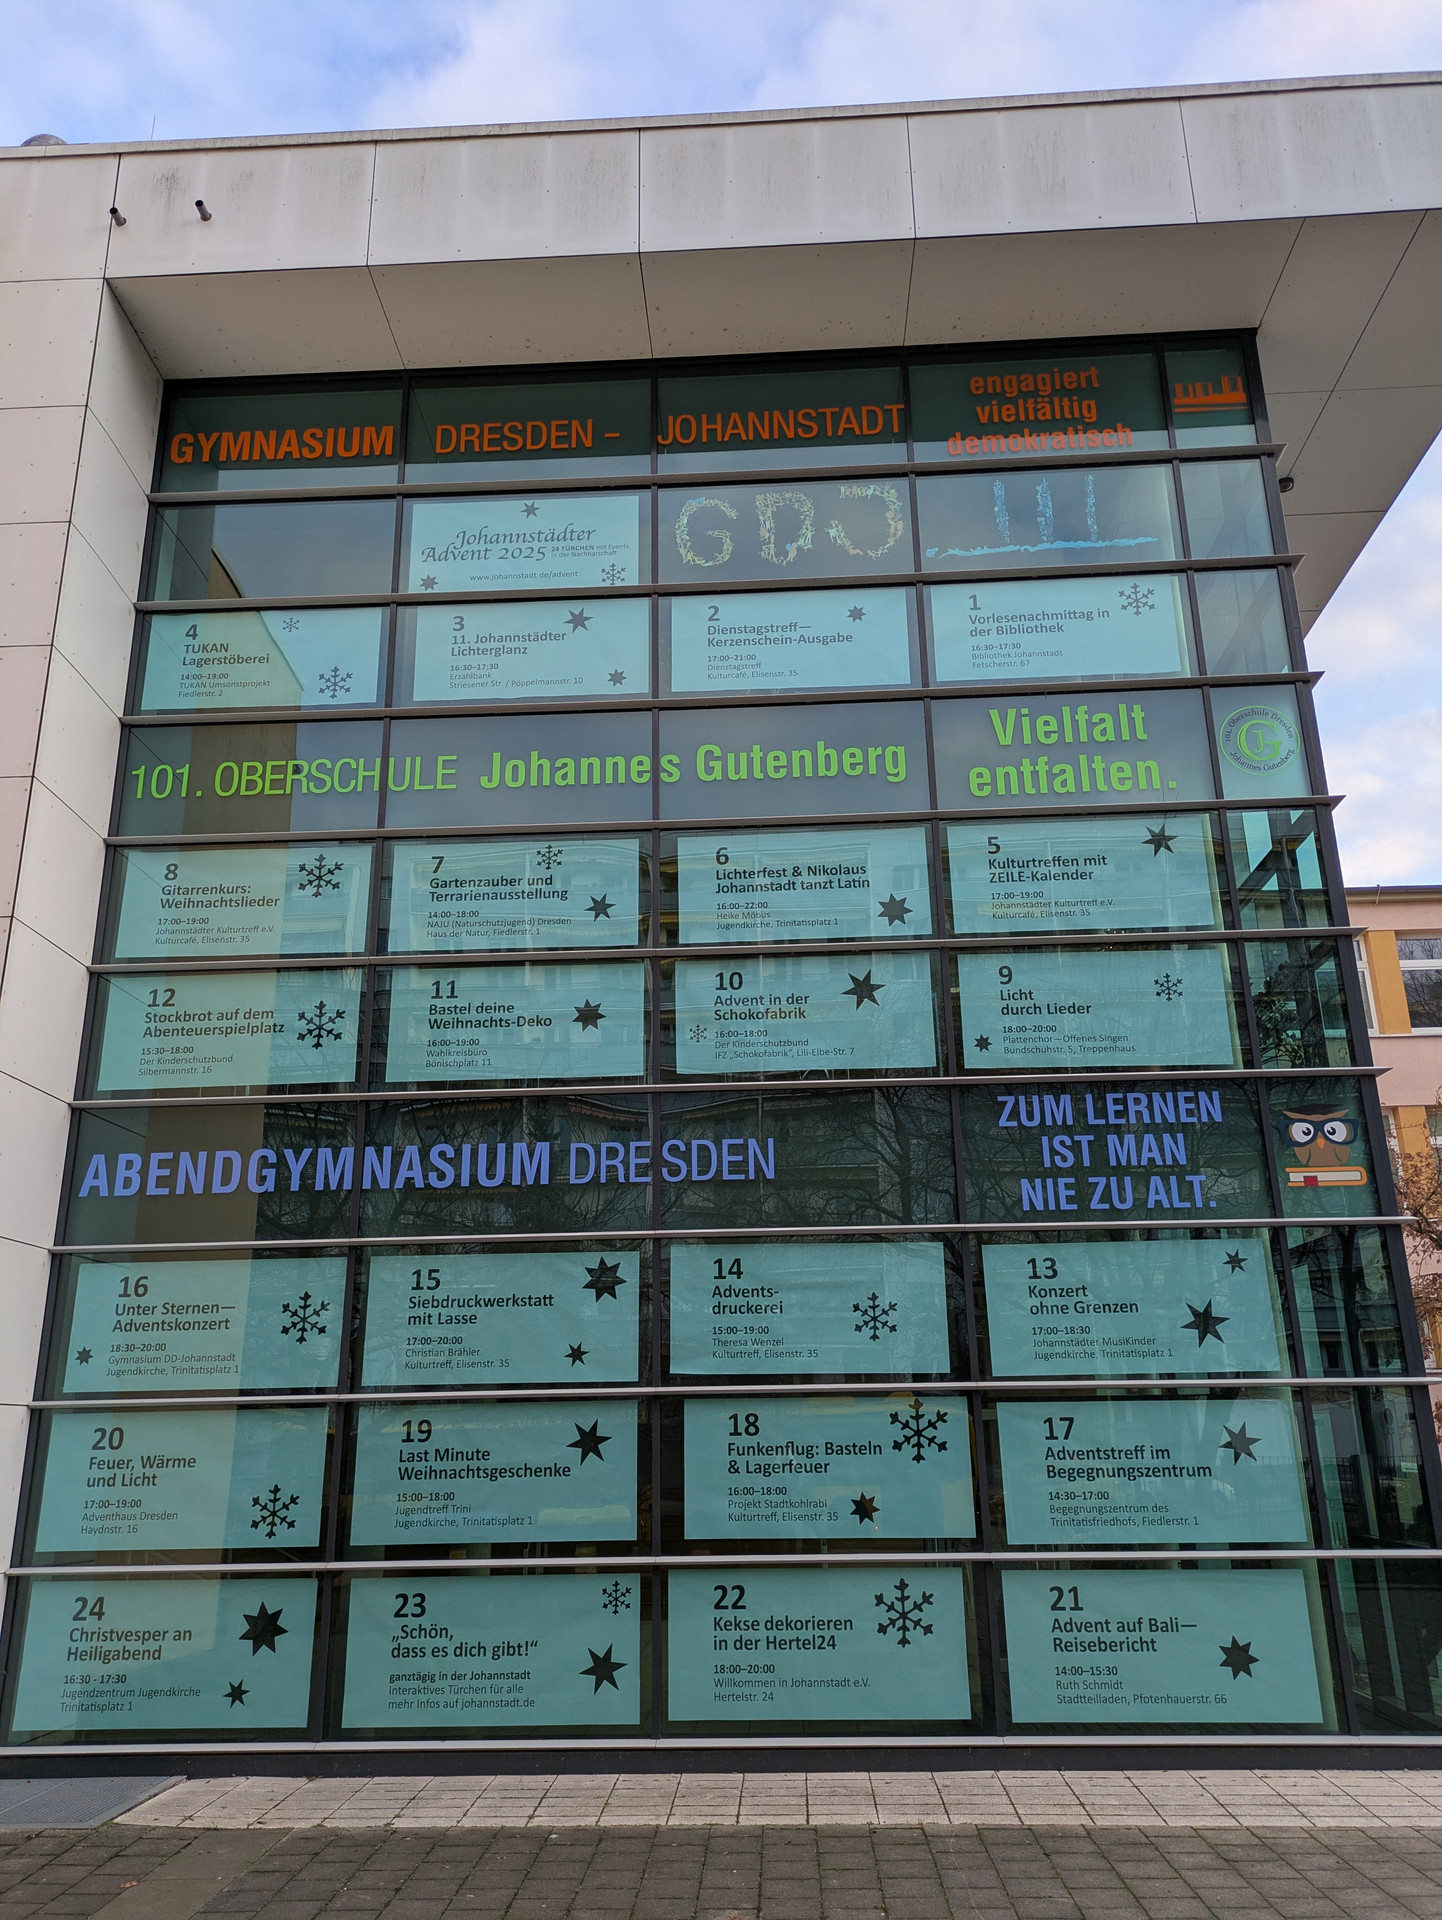 GYMNASIUM DRESDEN – JOHANNSTADT
engagiert
vielfältig
demokratisch
Johannstädter
Advent 2025 24 TÜRCHEN mit Events
in der Nachbarschaft
www.johannstadt.de/advent
GDJ
4
TUKAN
Lagerstöberei
14:00–19:00
TUKAN Umsonstprojekt
Fiedlerstr. 2
3
11. Johannstädter
Lichterglanz
16:30–17:30
Erzählbank
Striesener Str. / Pöppelmannstr. 10
2
Dienstagstreff—
Kerzenschein-Ausgabe
17:00–21:00
Dienstagstreff
Kulturcafé, Elisenstr. 35
1
Vorlesenachmittag in
der Bibliothek
16:30–17:30
Bibliothek Johannstadt
Fetscherstr. 67
101. OBERSCHULE Johannes Gutenberg
Vielfalt
entfalten.
101. Oberschule Dresden
JG
Johannes Gutenberg
8
Gitarrenkurs:
Weihnachtslieder
17:00–19:00
Johannstädter Kulturtreff e.V.
Kulturcafé, Elisenstr. 35
7
Gartenzauber und
Terrarienausstellung
14:00–18:00
NAJU (Naturschutzjugend) Dresden
Haus der Natur, Fiedlerstr. 1
6
Lichterfest & Nikolaus
Johannstadt tanzt Latin
16:00–22:00
Heike Möbus
Jugendkirche, Trinitatisplatz 1
5
Kulturtreffen mit
ZEILE-Kalender
17:00–19:00
Johannstädter Kulturtreff e.V.
Kulturcafé, Elisenstr. 35
12
Stockbrot auf dem
Abenteuerspielplatz
15:30–18:00
Der Kinderschutzbund
Silbermannstr. 16
11
Bastel deine
Weihnachts-Deko
16:00–19:00
Wahlkreisbüro
Bönischplatz 11
10
Advent in der
Schokofabrik
16:00–18:00
Der Kinderschutzbund
IFZ „Schokofabrik“, Lili-Elbe-Str. 7
9
Licht
durch Lieder
18:00–20:00
Plattenchor—Offenes Singen
Bundschuhstr. 5, Treppenhaus
ABENDGYMNASIUM DRESDEN
ZUM LERNEN
IST MAN
NIE ZU ALT.
16
Unter Sternen—
Adventskonzert
18:30–20:00
Gymnasium DD-Johannstadt
Jugendkirche, Trinitatisplatz 1
15
Siebdruckwerkstatt
mit Lasse
17:00–20:00
Christian Brähler
Kulturtreff, Elisenstr. 35
14
Advents-
druckerei
15:00–19:00
Theresa Wenzel
Kulturtreff, Elisenstr. 35
13
Konzert
ohne Grenzen
17:00–18:30
Johannstädter MusiKinder
Jugendkirche, Trinitatisplatz 1
20
Feuer, Wärme
und Licht
17:00–19:00
Adventhaus Dresden
Haydnstr. 16
19
Last Minute
Weihnachtsgeschenke
15:00–18:00
Jugendtreff Trini
Jugendkirche, Trinitatisplatz 1
18
Funkenflug: Basteln
& Lagerfeuer
16:00–18:00
Projekt Stadtkohlrabi
Kulturtreff, Elisenstr. 35
17
Adventstreff im
Begegnungszentrum
14:30–17:00
Begegnungszentrum des
Trinitatisfriedhofs, Fiedlerstr. 1
24
Christvesper an
Heiligabend
16:30 - 17:30
Jugendzentrum Jugendkirche
Trinitatisplatz 1
23
„Schön,
dass es dich gibt!“
ganztägig in der Johannstadt
Interaktives Türchen für alle
mehr Infos auf johannstadt.de
22
Kekse dekorieren
in der Hertel24
18:00–20:00
Willkommen in Johannstadt e.V.
Hertelstr. 24
21
Advent auf Bali—
Reisebericht
14:00–15:30
Ruth Schmidt
Stadtteilladen, Pfotenhauerstr. 66